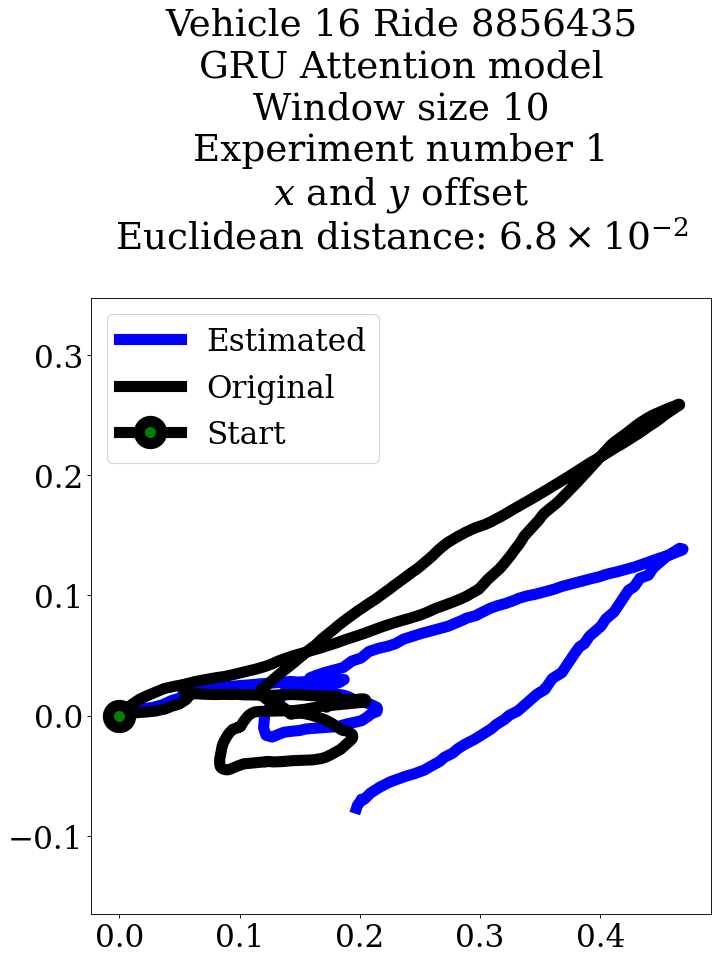 Vehicle 16 Ride 8856435
GRU Attention model
Window size 10
Experiment number 1
x and y offset
Euclidean distance: 6.8 × 10⁻²
Estimated
Original
Start
0.3
0.2
0.1
0.0
−0.1
0.0 0.1 0.2 0.3 0.4